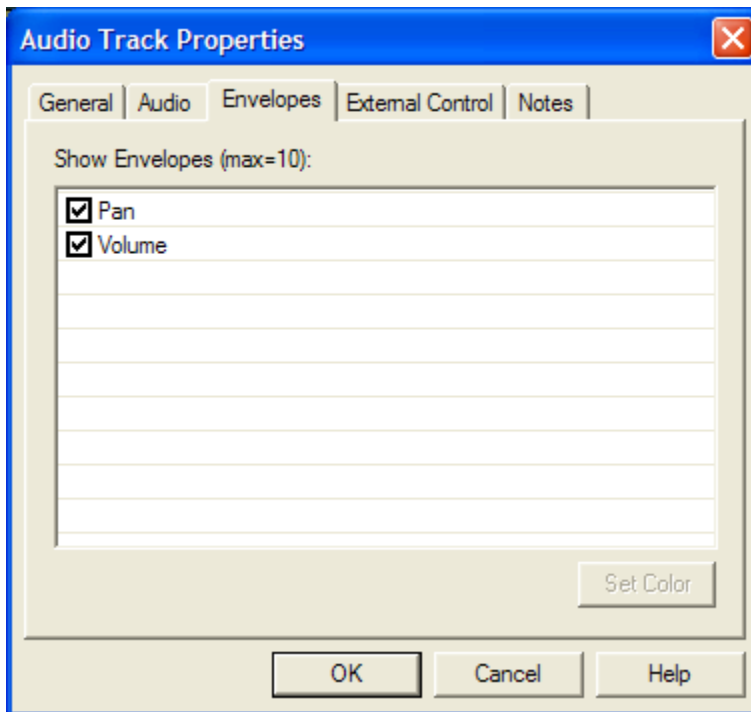 Audio Track Properties
General Audio Envelopes External Control Notes
Show Envelopes (max=10):
Pan
Volume
Set Color
OK Cancel Help